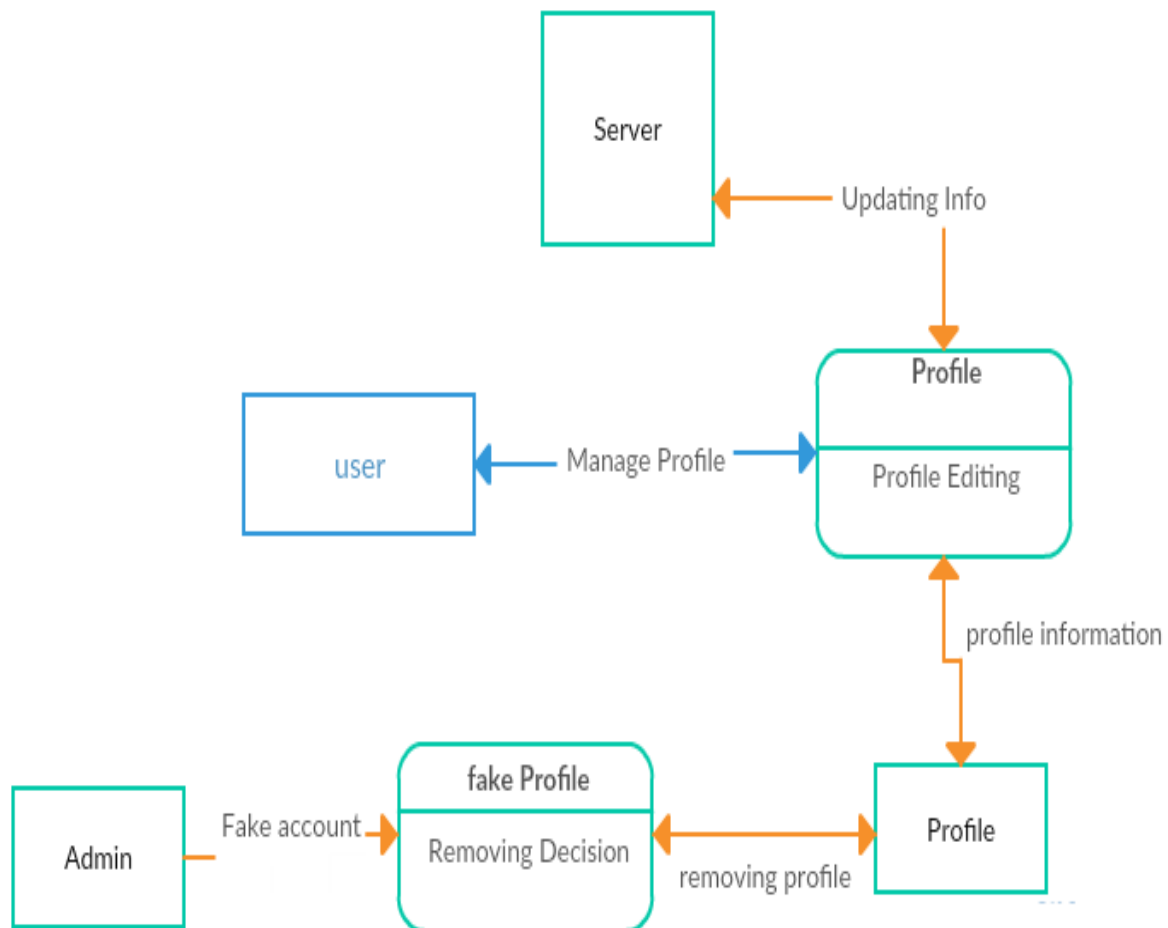 Server
Updating Info
Profile
user
Manage Profile
Profile Editing
profile information
fake Profile
Fake account
Admin
Removing Decision
Profile
removing profile